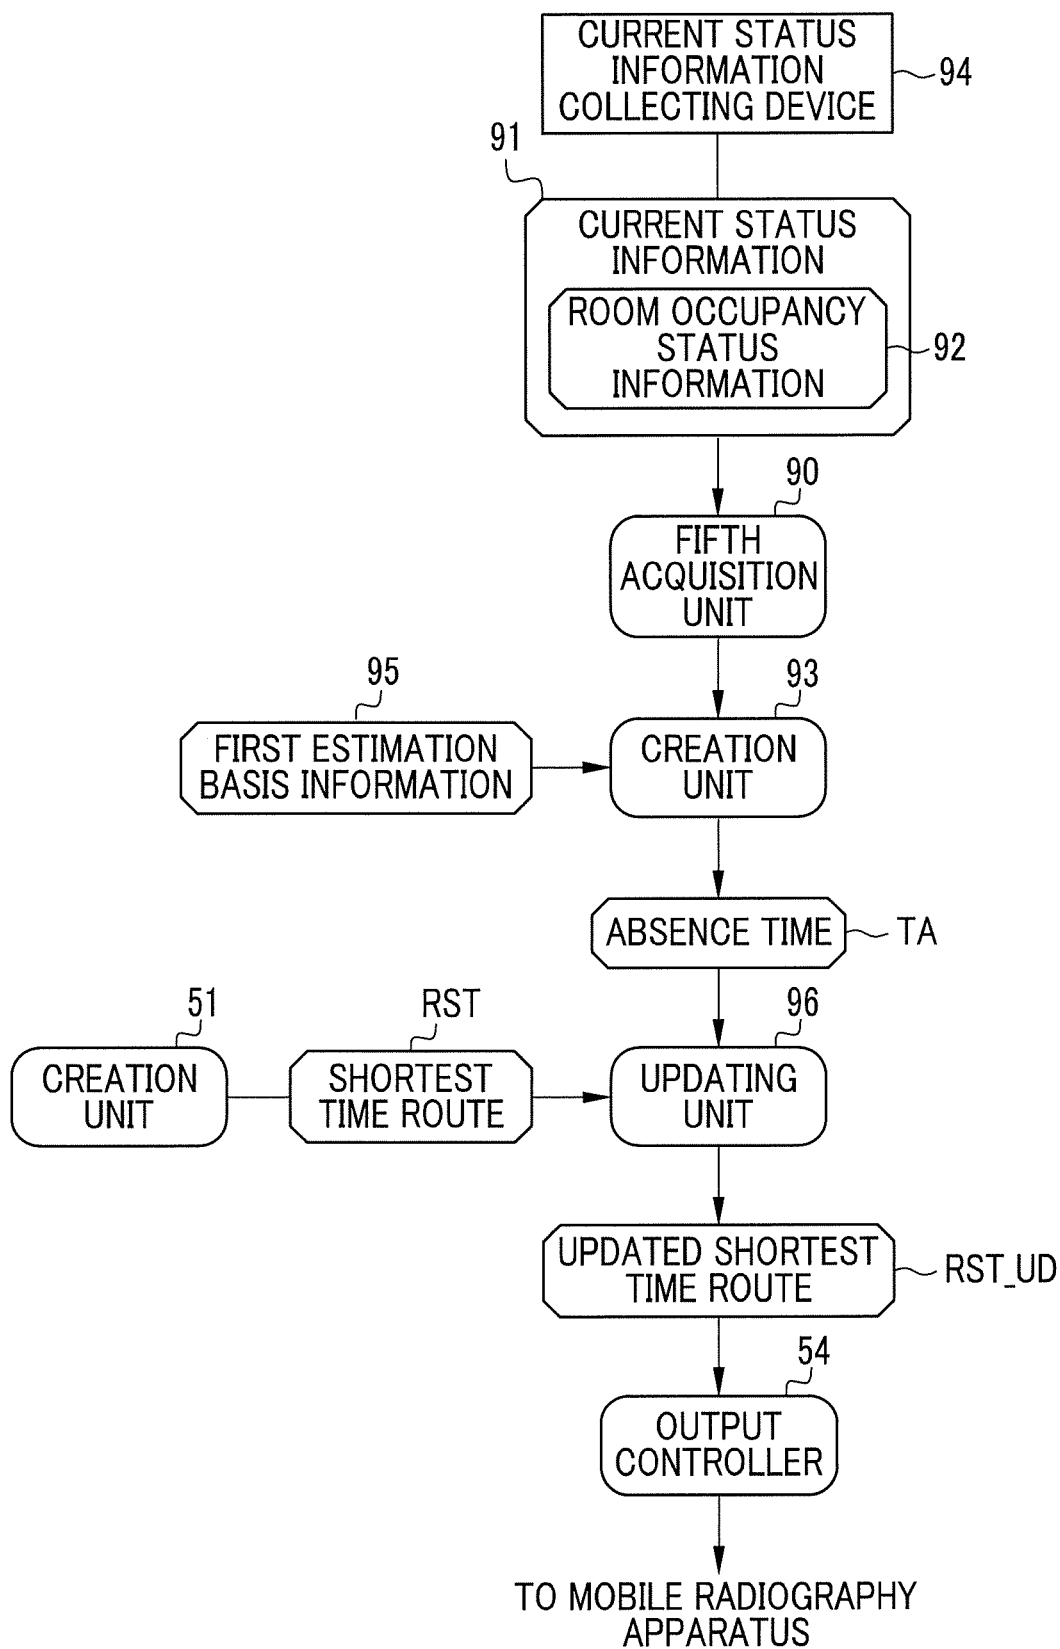 CURRENT STATUS
INFORMATION
COLLECTING DEVICE
94
91
CURRENT STATUS
INFORMATION
ROOM OCCUPANCY
STATUS
INFORMATION
92
90
FIFTH
ACQUISITION
UNIT
95
93
FIRST ESTIMATION
BASIS INFORMATION
CREATION
UNIT
ABSENCE TIME
TA
51
RST
96
CREATION
UNIT
SHORTEST
TIME ROUTE
UPDATING
UNIT
UPDATED SHORTEST
TIME ROUTE
RST_UD
54
OUTPUT
CONTROLLER
TO MOBILE RADIOGRAPHY
APPARATUS